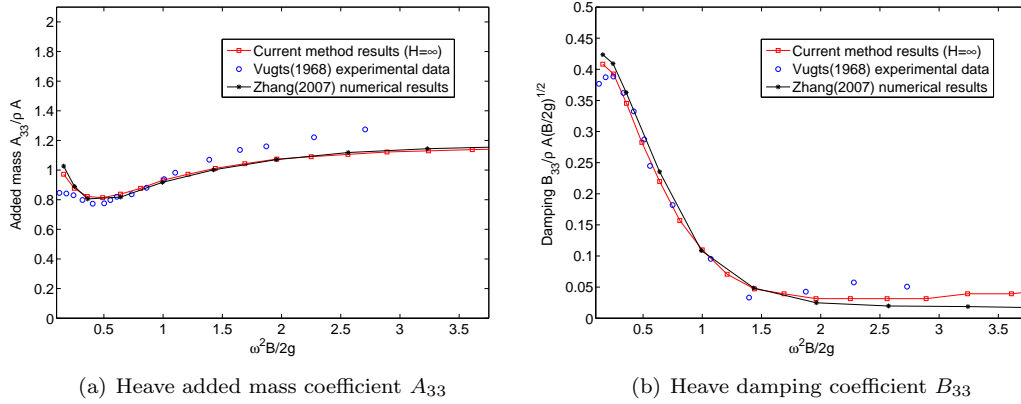 2
1.8
1.6
1.4
1.2
1
0.8
0.6
0.4
0.2
0
Added mass A₃₃/ρ A
Current method results (H=∞)
Vugts(1968) experimental data
Zhang(2007) numerical results
0.5 1 1.5 2 2.5 3 3.5
ω²B/2g
(a) Heave added mass coefficient A₃₃
0.5
0.45
0.4
0.35
0.3
0.25
0.2
0.15
0.1
0.05
0
Damping B₃₃/ρ A(B/2g)^1/2
Current method results (H=∞)
Vugts(1968) experimental data
Zhang(2007) numerical results
0.5 1 1.5 2 2.5 3 3.5
ω²B/2g
(b) Heave damping coefficient B₃₃